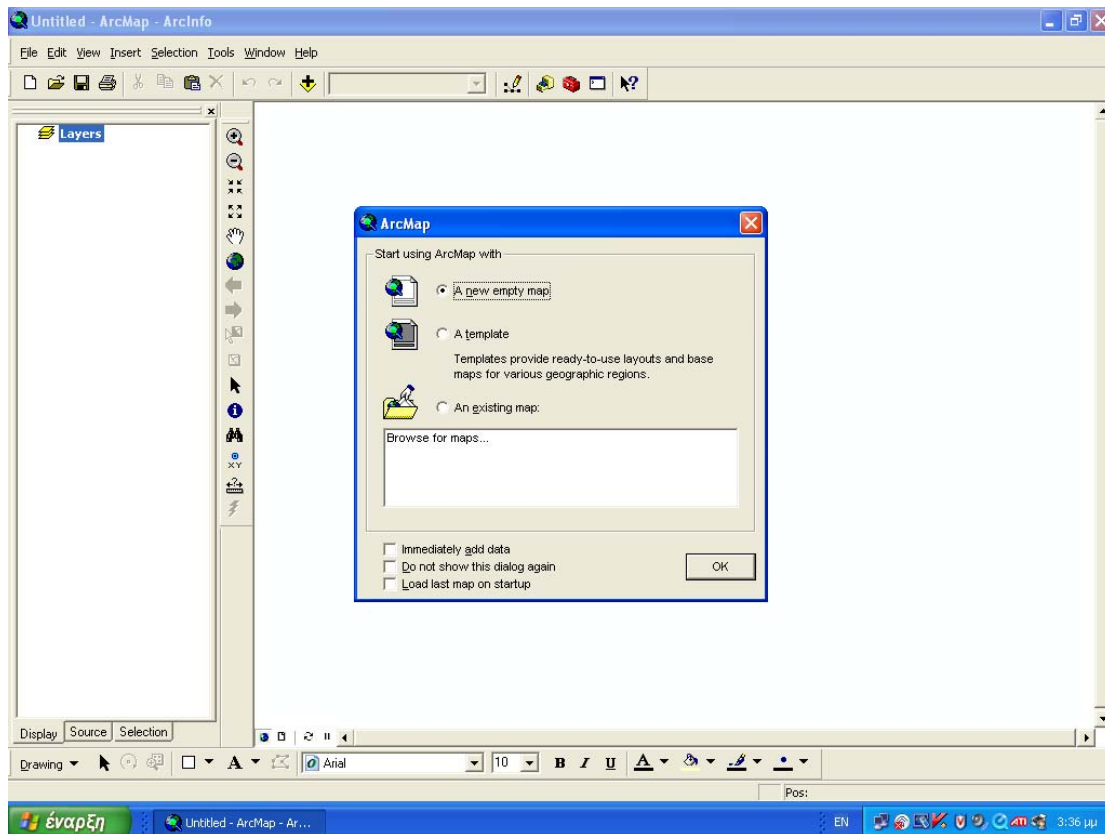 Untitled - ArcMap - ArcInfo
File Edit View Insert Selection Tools Window Help
Layers
ArcMap
Start using ArcMap with
A new empty map
A template
Templates provide ready-to-use layouts and base
maps for various geographic regions.
An existing map:
Browse for maps...
Immediately add data
Do not show this dialog again
Load last map on startup
OK
XY
Display Source Selection
Drawing A Arial 10 B I U A
Pos:
έναρξη Untitled - ArcMap - Ar... EN 3:36 μμ